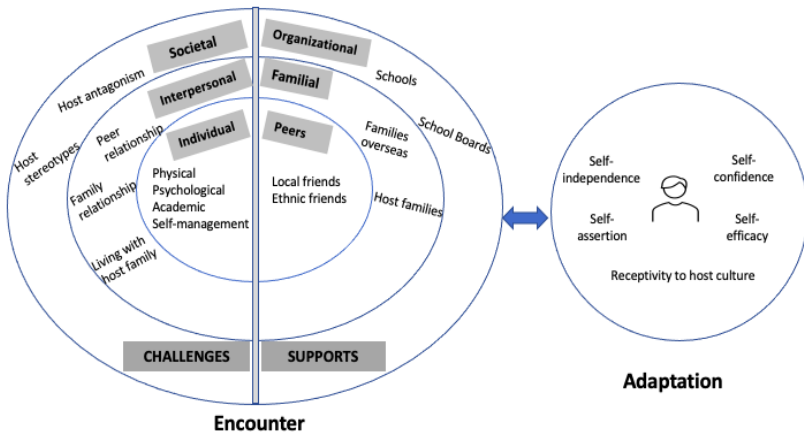 Societal
Organizational
Host antagonism
Interpersonal
Familial
Schools
Host
stereotypes
Peer
relationship
Individual
Peers
Families
overseas
School Boards
Family
relationship
Physical
Psychological
Academic
Self-management
Local friends
Ethnic friends
Host families
Living with
host family
CHALLENGES
SUPPORTS
Encounter
Self-
independence
Self-
confidence
Self-
assertion
Self-
efficacy
Receptivity to host culture
Adaptation